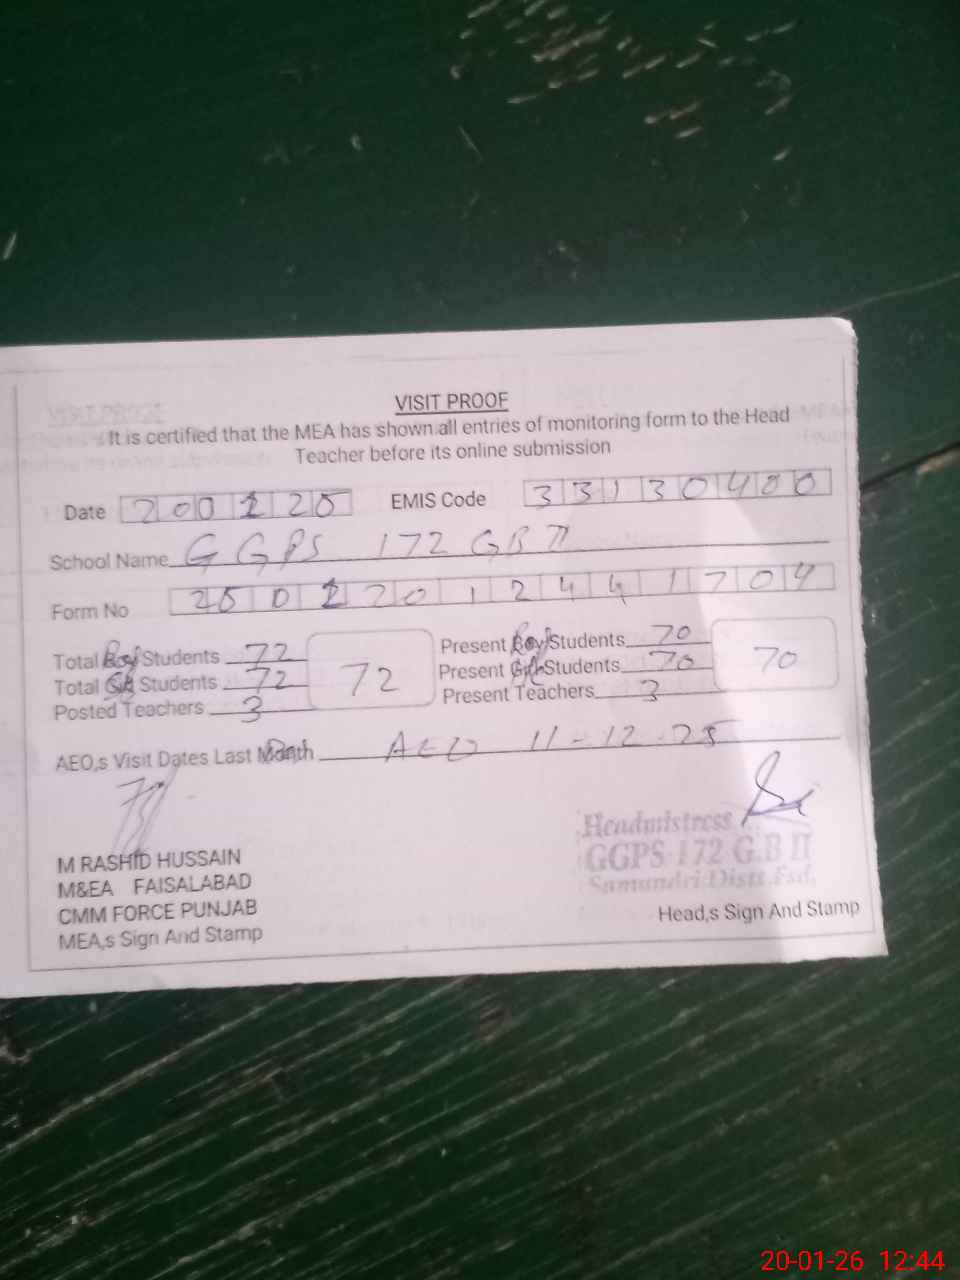 VISIT PROOF
It is certified that the MEA has shown all entries of monitoring form to the Head
Teacher before its online submission
Date 200125 EMIS Code 33130400
School Name GGPS 172 GB II
Form No 25012012441704
Total Boy Students 72 72 Present Boy Students 70 70
Total Girl Students 72 Present Girl Students 70
Posted Teachers 3 Present Teachers 3
AEO,s Visit Dates Last Month AEO 11-12-25
Headmistress
GGPS 172 G.B II
Samundri Distt.Fsd.
M RASHID HUSSAIN
M&EA FAISALABAD
CMM FORCE PUNJAB
MEA,s Sign And Stamp Head,s Sign And Stamp
20-01-26 12:44